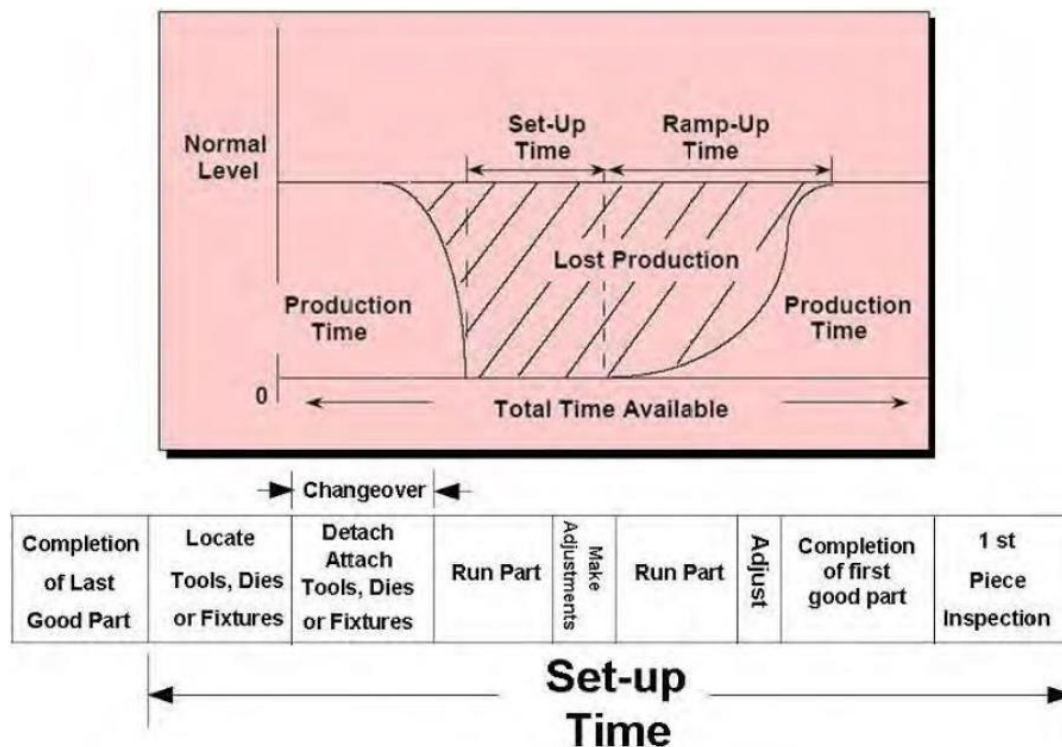 Set-Up
Time
Ramp-Up
Time
Normal
Level
Lost Production
Production
Time
Production
Time
0
Total Time Available
Changeover
Completion
of Last
Good Part
Locate
Tools, Dies
or Fixtures
Detach
Attach
Tools, Dies
or Fixtures
Run Part
Make
Adjustments
Run Part
Adjust
Completion
of first
good part
1 st
Piece
Inspection
Set-up
Time